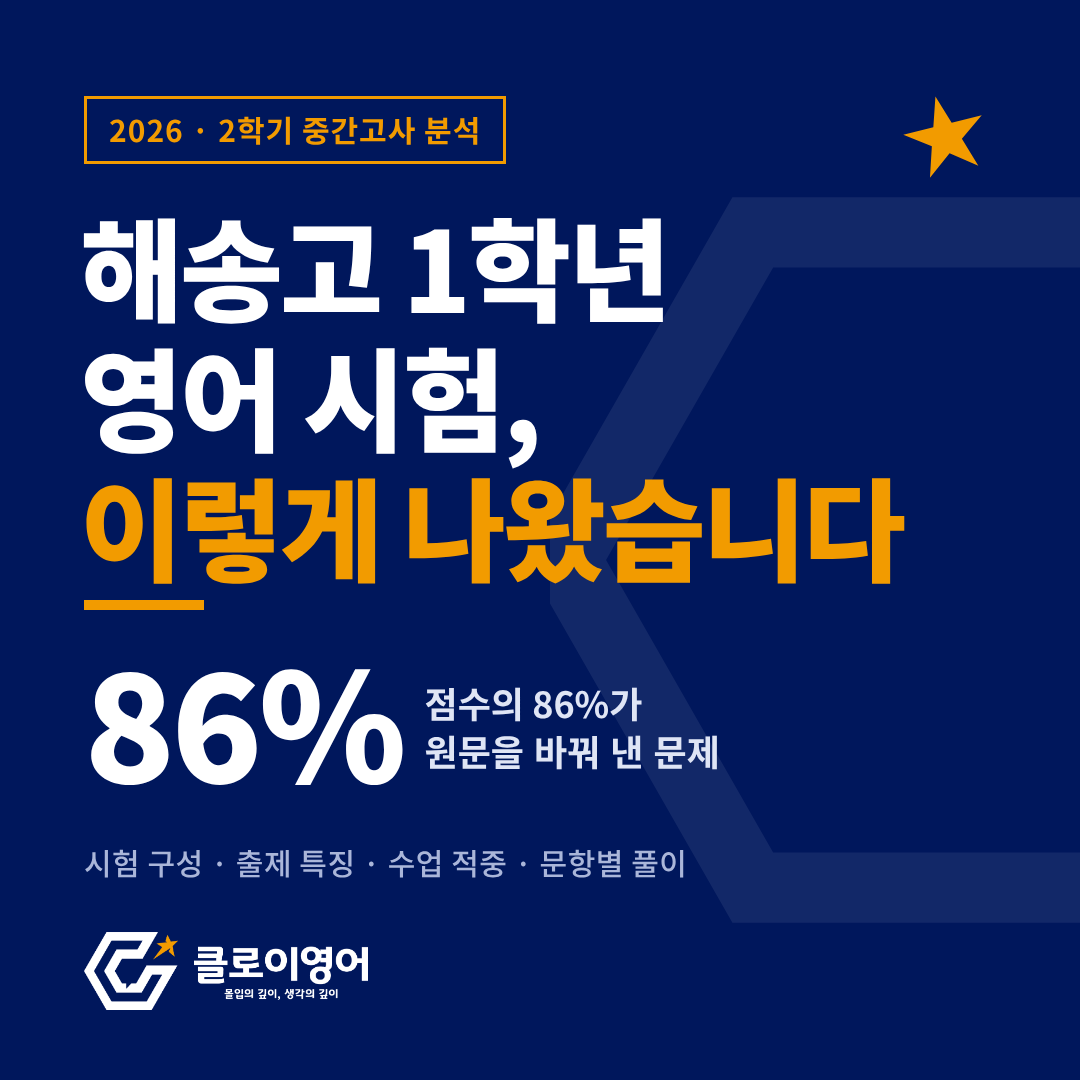 2026 · 2학기 중간고사 분석
해송고 1학년
영어 시험,
이렇게 나왔습니다
86%
점수의 86%가
원문을 바꿔 낸 문제
시험 구성 · 출제 특징 · 수업 적중 · 문항별 풀이
클로이영어
몰입의 깊이, 생각의 깊이